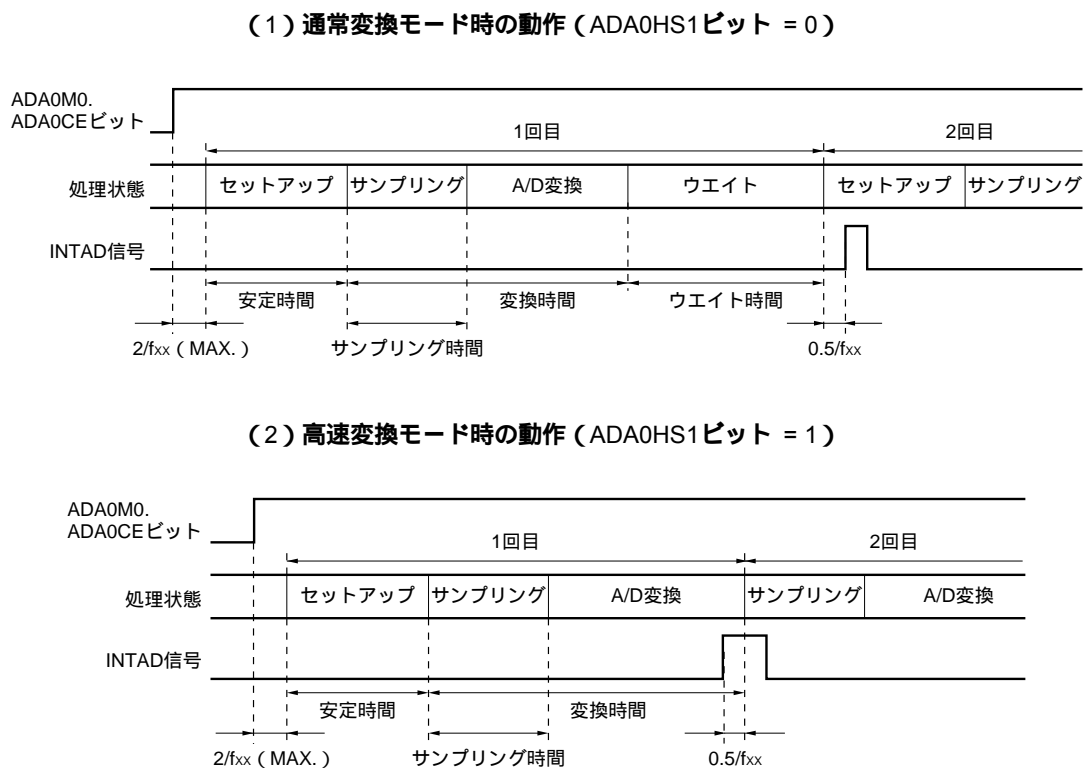 （1）通常変換モード時の動作（ADA0HS1ビット = 0）
ADA0M0.
ADA0CEビット
1回目
2回目
処理状態
セットアップ
サンプリング
A/D変換
ウエイト
セットアップ
サンプリング
INTAD信号
安定時間
変換時間
ウエイト時間
2/fxx（MAX.）
サンプリング時間
0.5/fxx
（2）高速変換モード時の動作（ADA0HS1ビット = 1）
ADA0M0.
ADA0CEビット
1回目
2回目
処理状態
セットアップ
サンプリング
A/D変換
サンプリング
A/D変換
INTAD信号
安定時間
変換時間
2/fxx（MAX.）
サンプリング時間
0.5/fxx